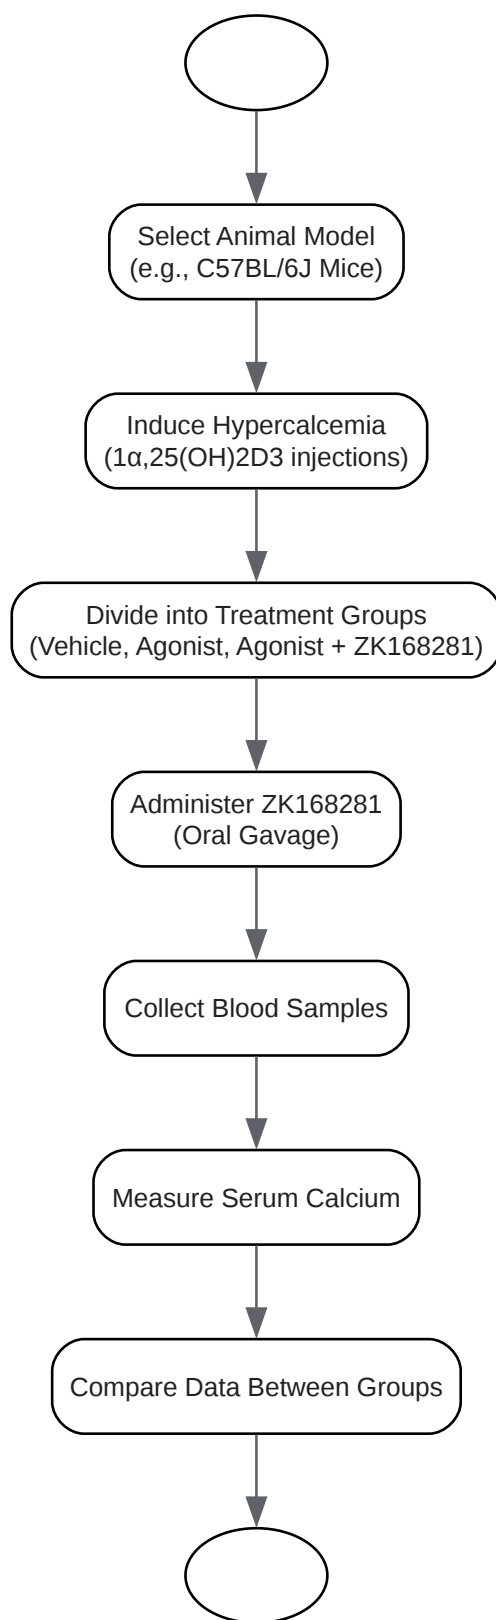 Select Animal Model
(e.g., C57BL/6J Mice)
Induce Hypercalcemia
(1α,25(OH)2D3 injections)
Divide into Treatment Groups
(Vehicle, Agonist, Agonist + ZK168281)
Administer ZK168281
(Oral Gavage)
Collect Blood Samples
Measure Serum Calcium
Compare Data Between Groups